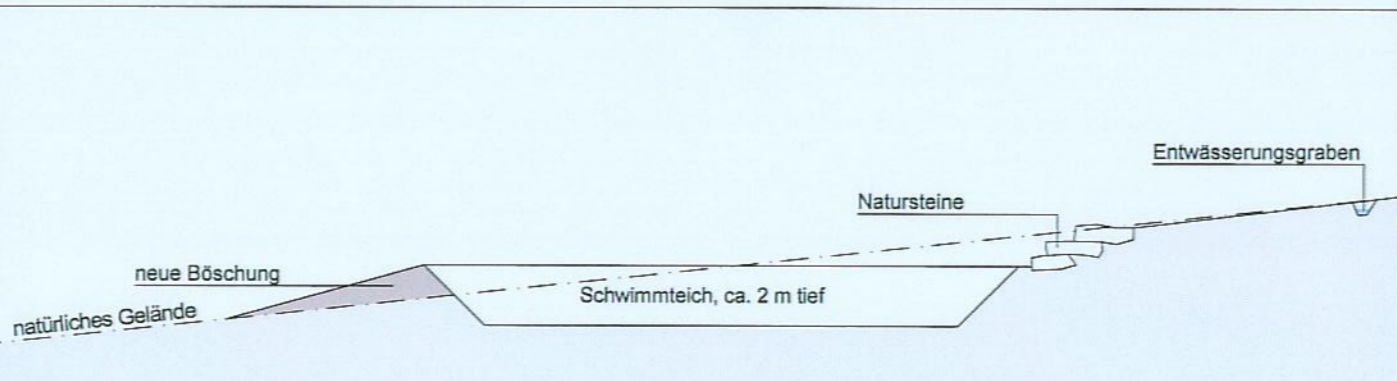 Entwässerungsgraben
Natursteine
neue Böschung
Schwimmteich, ca. 2 m tief
natürliches Gelände